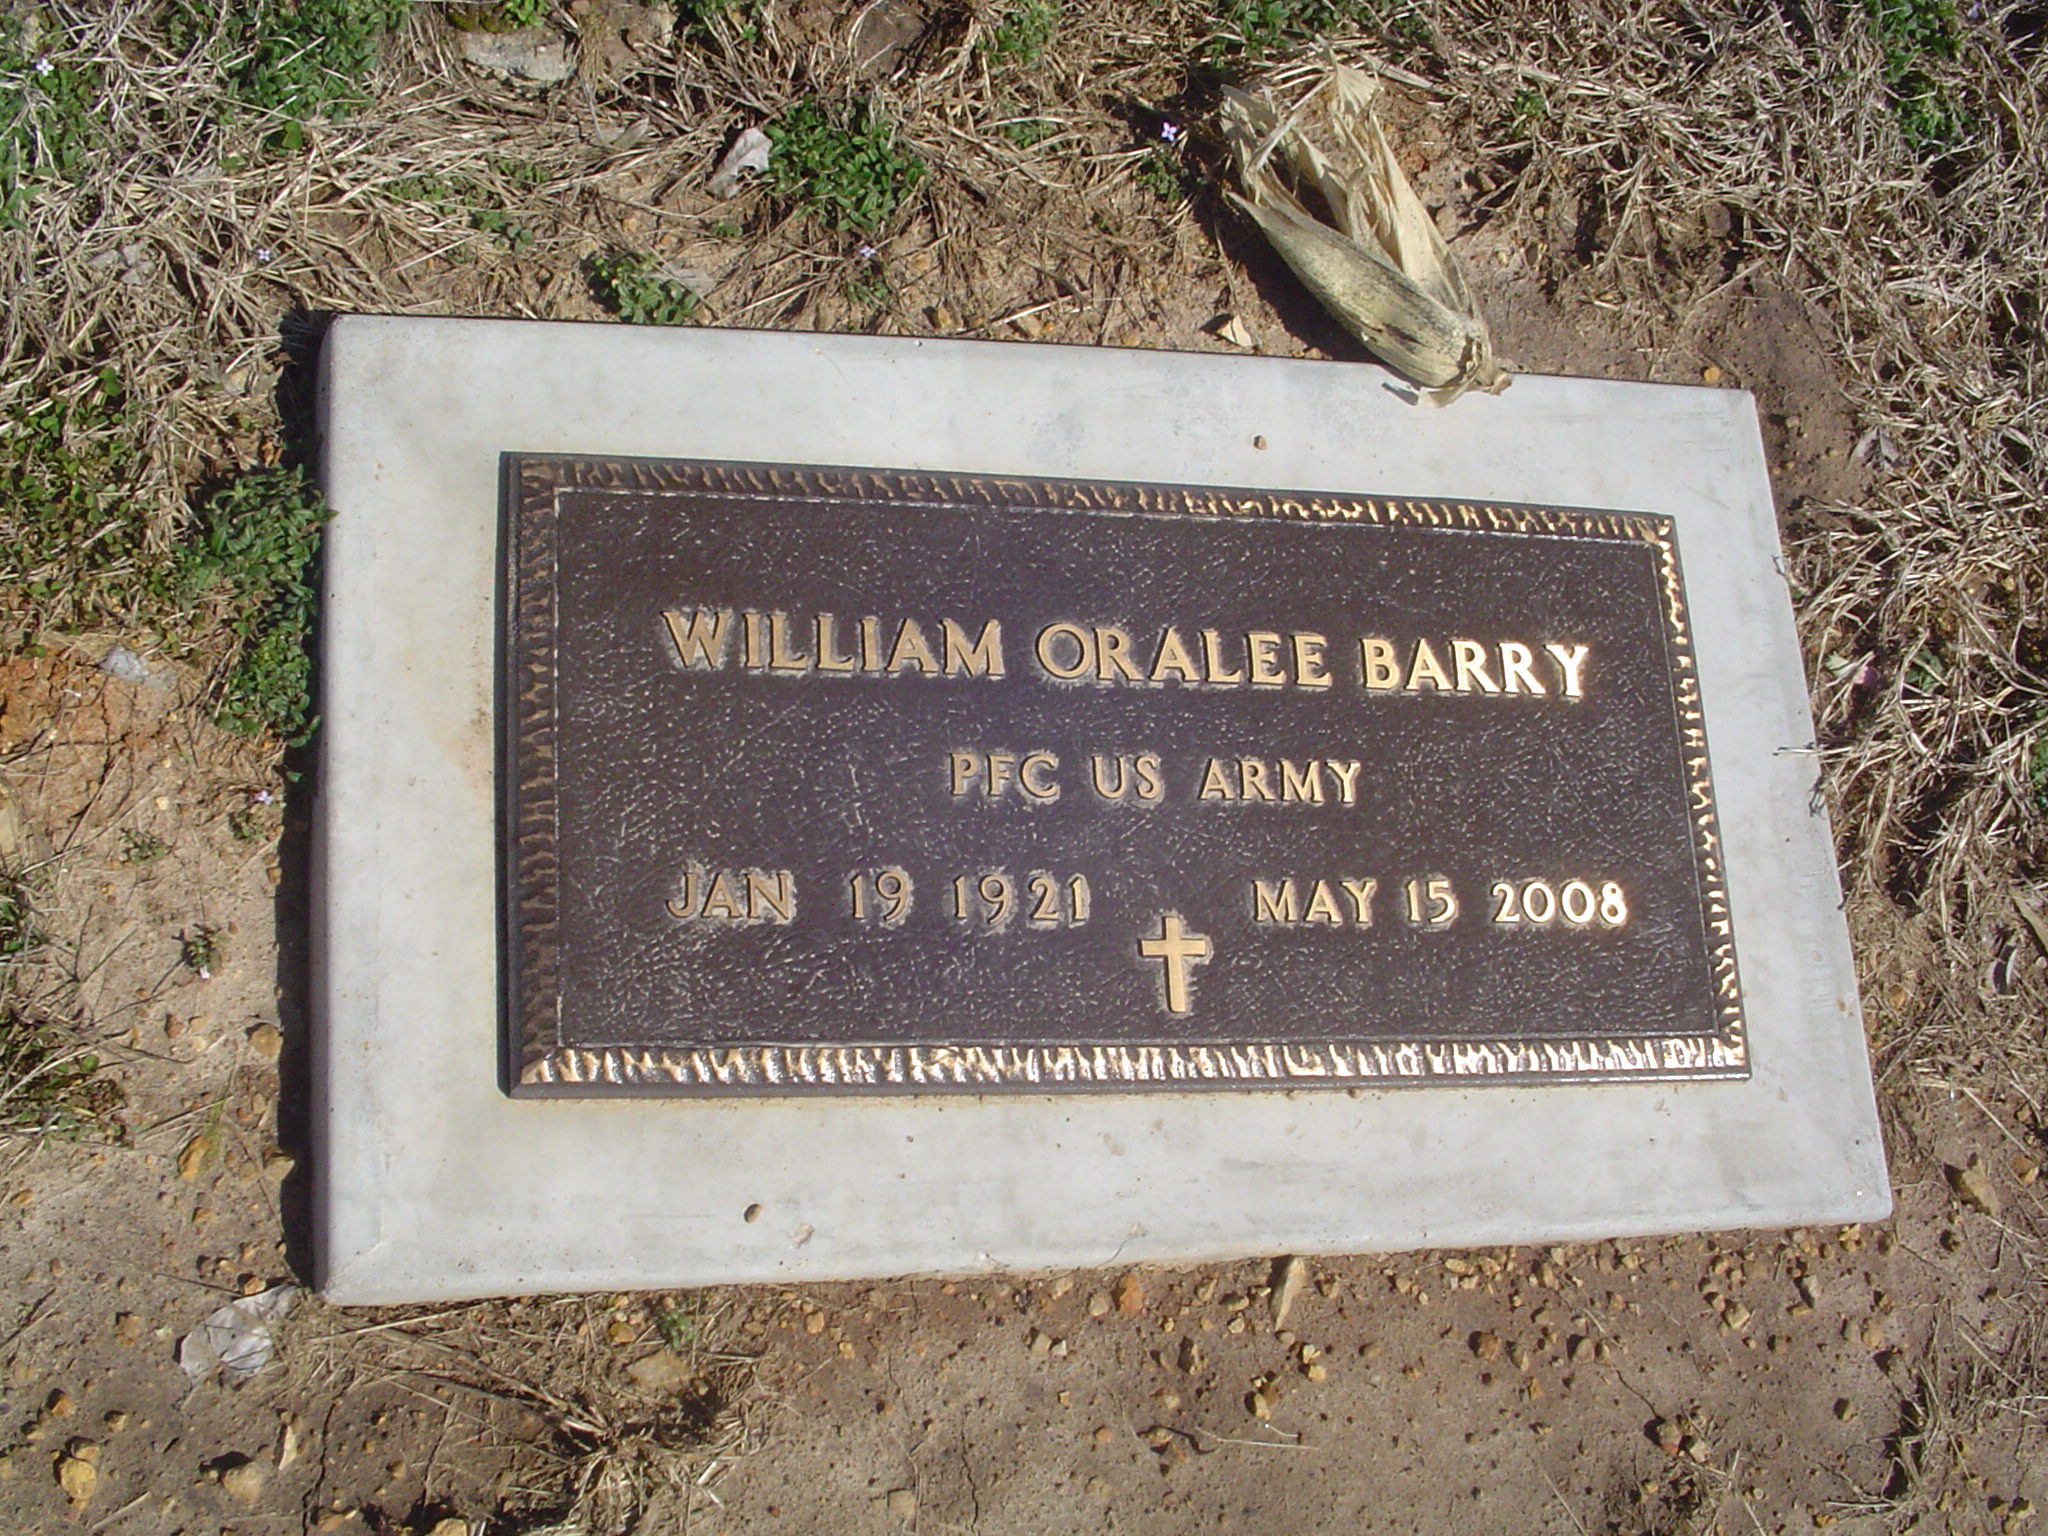 WILLIAM ORALEE BARRY
PFC US ARMY
JAN 19 1921 MAY 15 2008